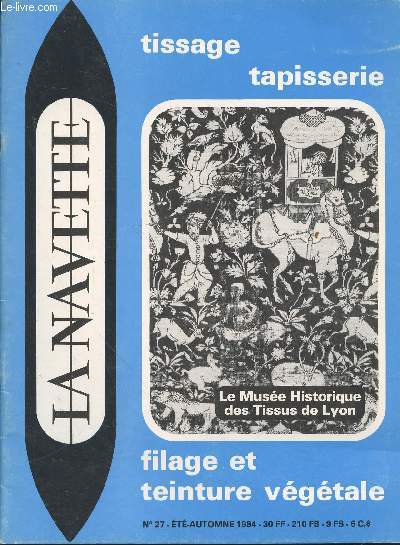 LE-LIVRE.COM
tissage
tapisserie
LA NAVETTE
Le Musée Historique
des Tissus de Lyon
filage et
teinture végétale
N° 27 - ÉTÉ-AUTOMNE 1984 - 30 FF - 210 FB - 9 FS - 6 C.$